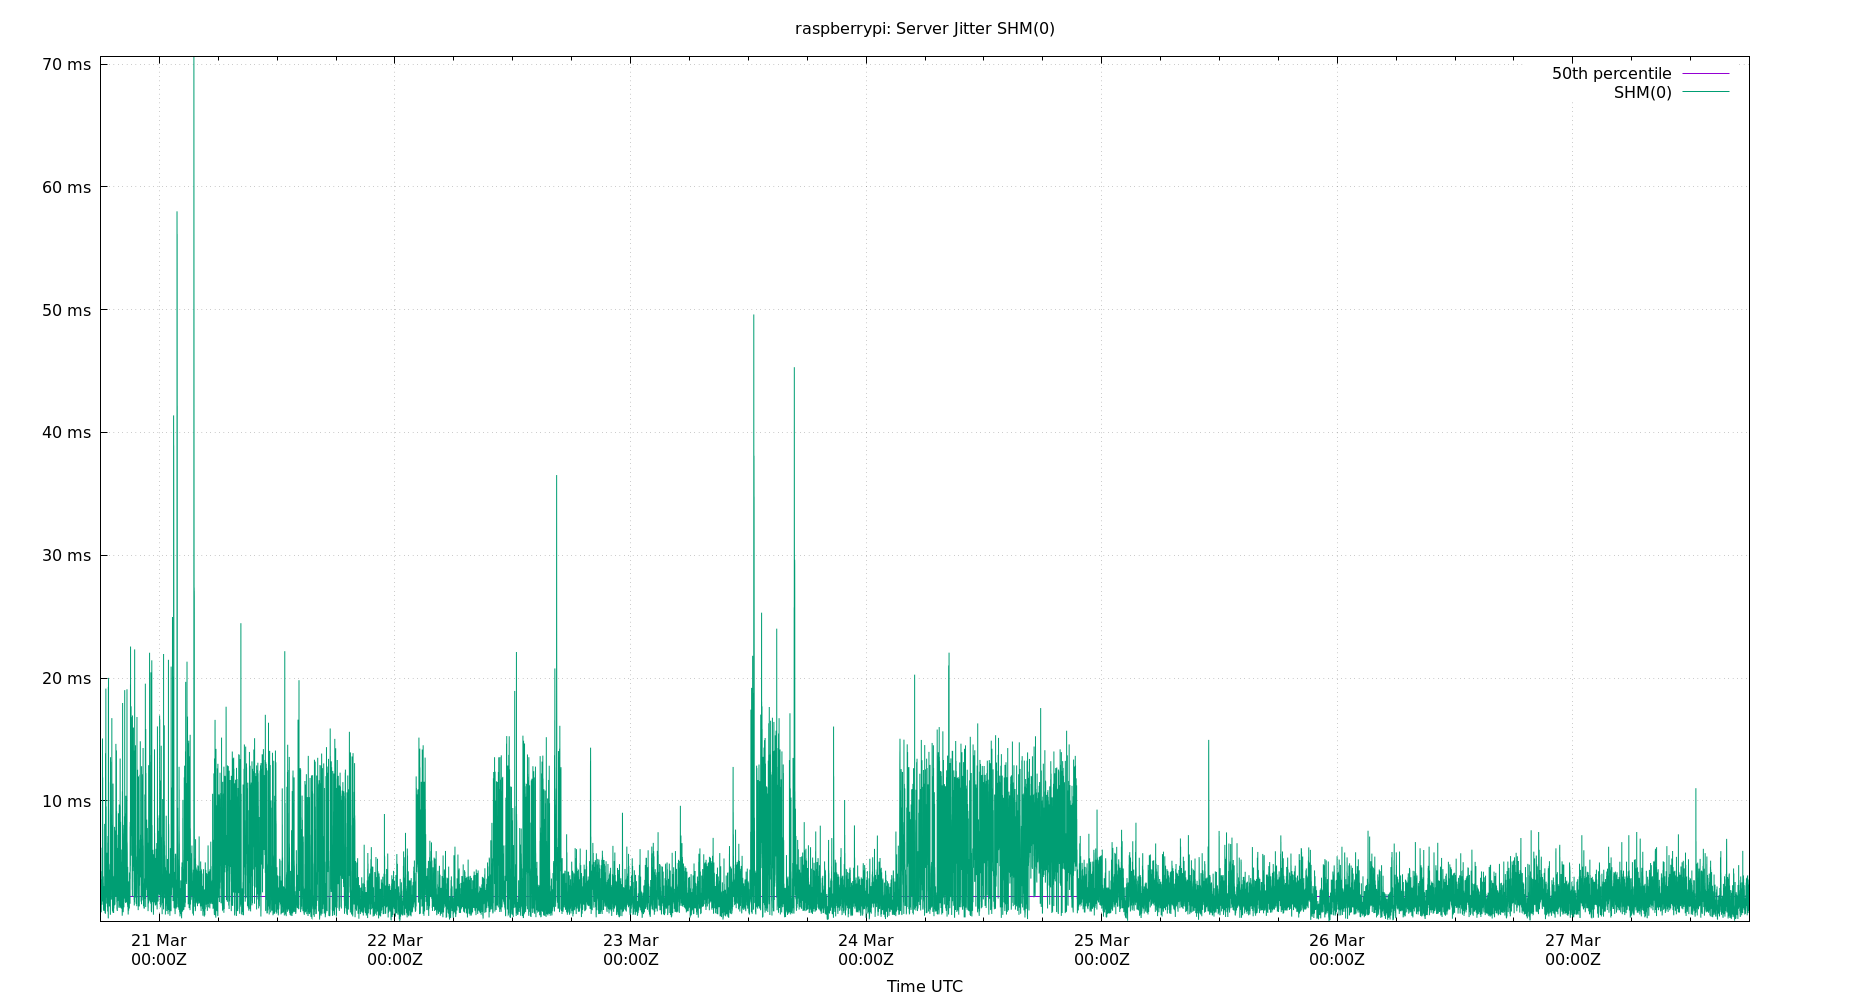 raspberrypi: Server Jitter SHM(0)
70 ms
60 ms
50 ms
40 ms
30 ms
20 ms
10 ms
50th percentile
SHM(0)
21 Mar
00:00Z
22 Mar
00:00Z
23 Mar
00:00Z
24 Mar
00:00Z
25 Mar
00:00Z
26 Mar
00:00Z
27 Mar
00:00Z
Time UTC